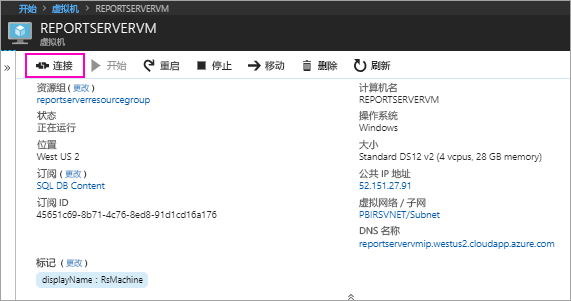 开始 > 虚拟机 > REPORTSERVERVM
REPORTSERVERVM
虚拟机
» 连接 开始 重启 停止 移动 删除 刷新
资源组 (更改)
reportserverresourcegroup
状态
正在运行
位置
West US 2
订阅 (更改)
SQL DB Content
订阅 ID
45651c69-8b71-4c76-8ed8-91d1cd16a176
计算机名
REPORTSERVERVM
操作系统
Windows
大小
Standard DS12 v2 (4 vcpus, 28 GB memory)
公共 IP 地址
52.151.27.91
虚拟网络 / 子网
PBIRSVNET/Subnet
DNS 名称
reportservervmip.westus2.cloudapp.azure.com
标记 (更改)
displayName : RsMachine